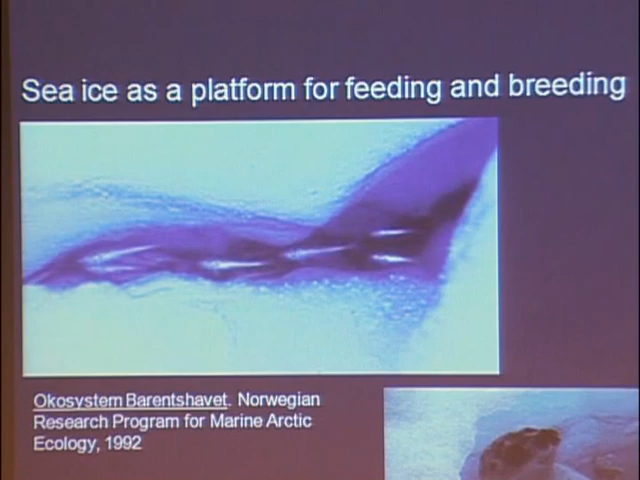 Sea ice as a platform for feeding and breeding
Okosystem Barentshavet. Norwegian
Research Program for Marine Arctic
Ecology, 1992